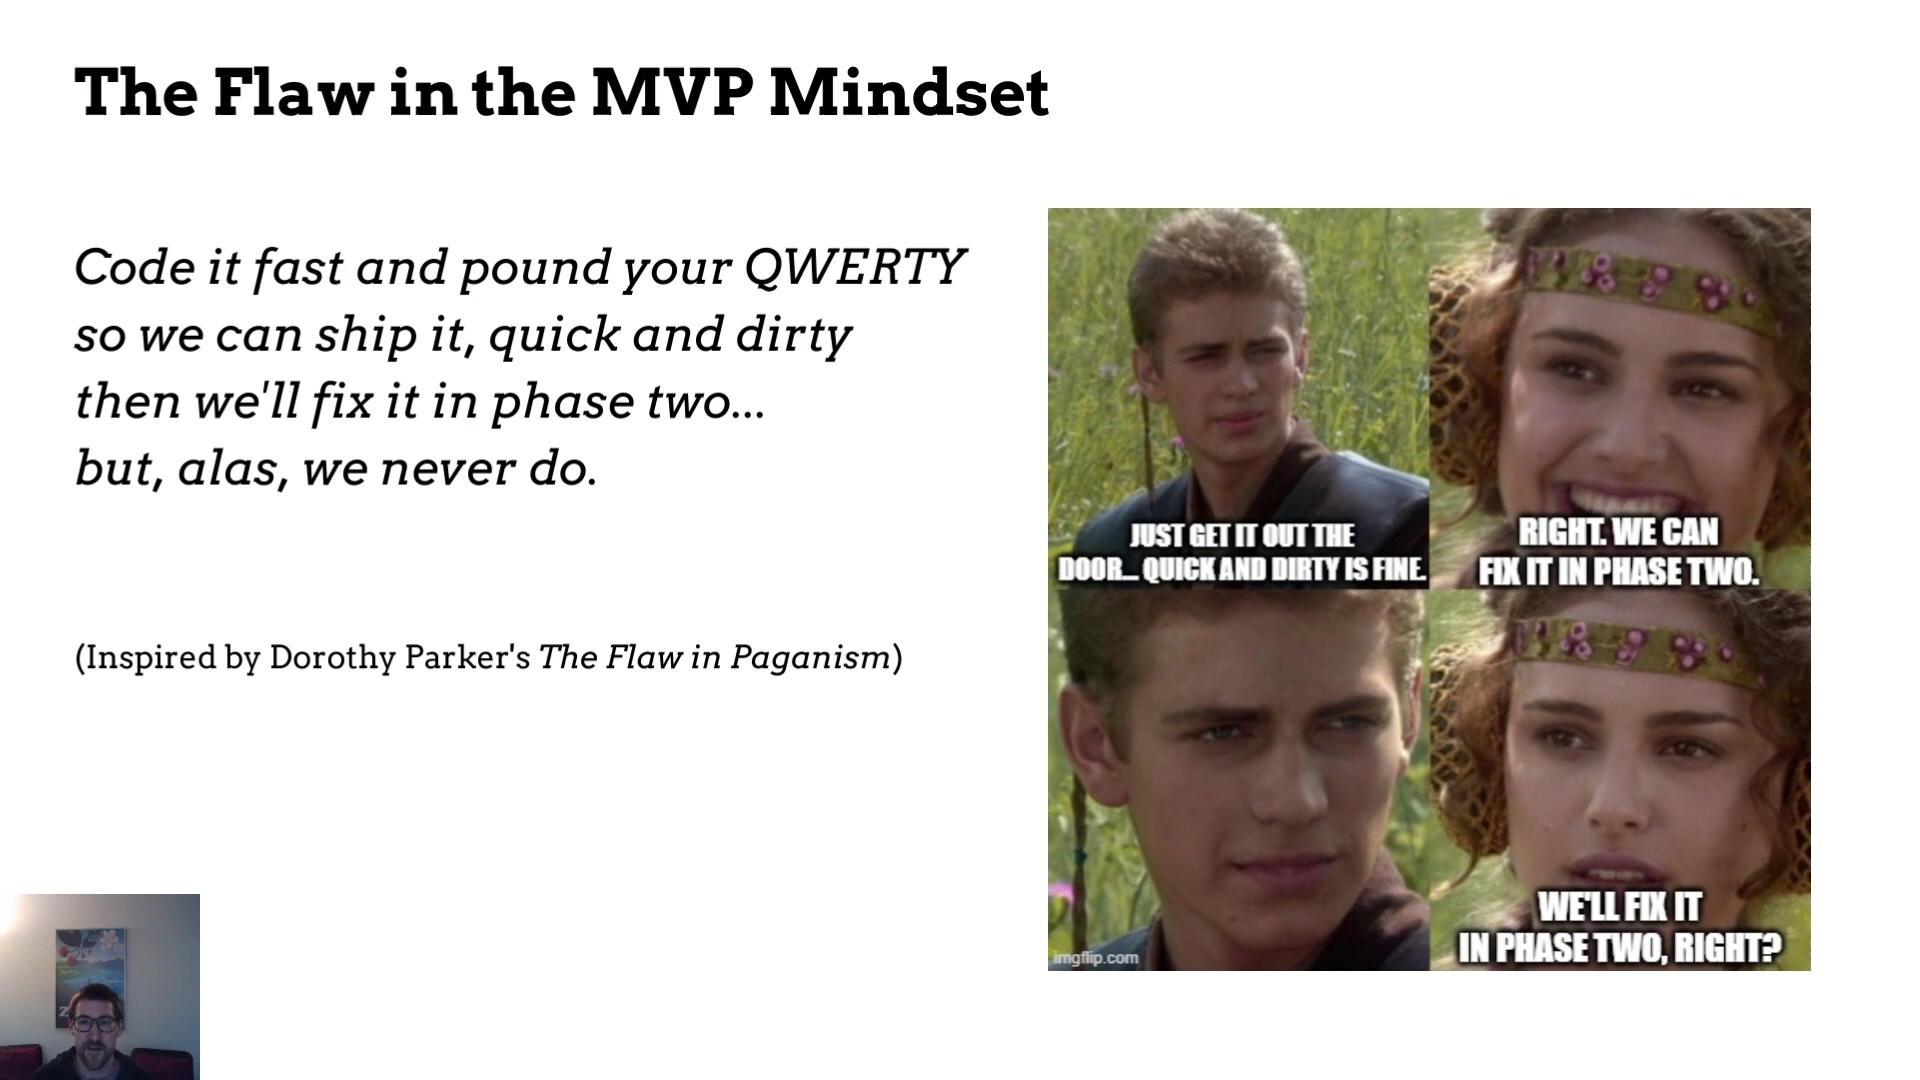 The Flaw in the MVP Mindset
Code it fast and pound your QWERTY
so we can ship it, quick and dirty
then we'll fix it in phase two...
but, alas, we never do.
(Inspired by Dorothy Parker's The Flaw in Paganism)
JUST GET IT OUT THE
DOOR... QUICK AND DIRTY IS FINE.
RIGHT. WE CAN
FIX IT IN PHASE TWO.
WE'LL FIX IT
IN PHASE TWO, RIGHT?
imgflip.com